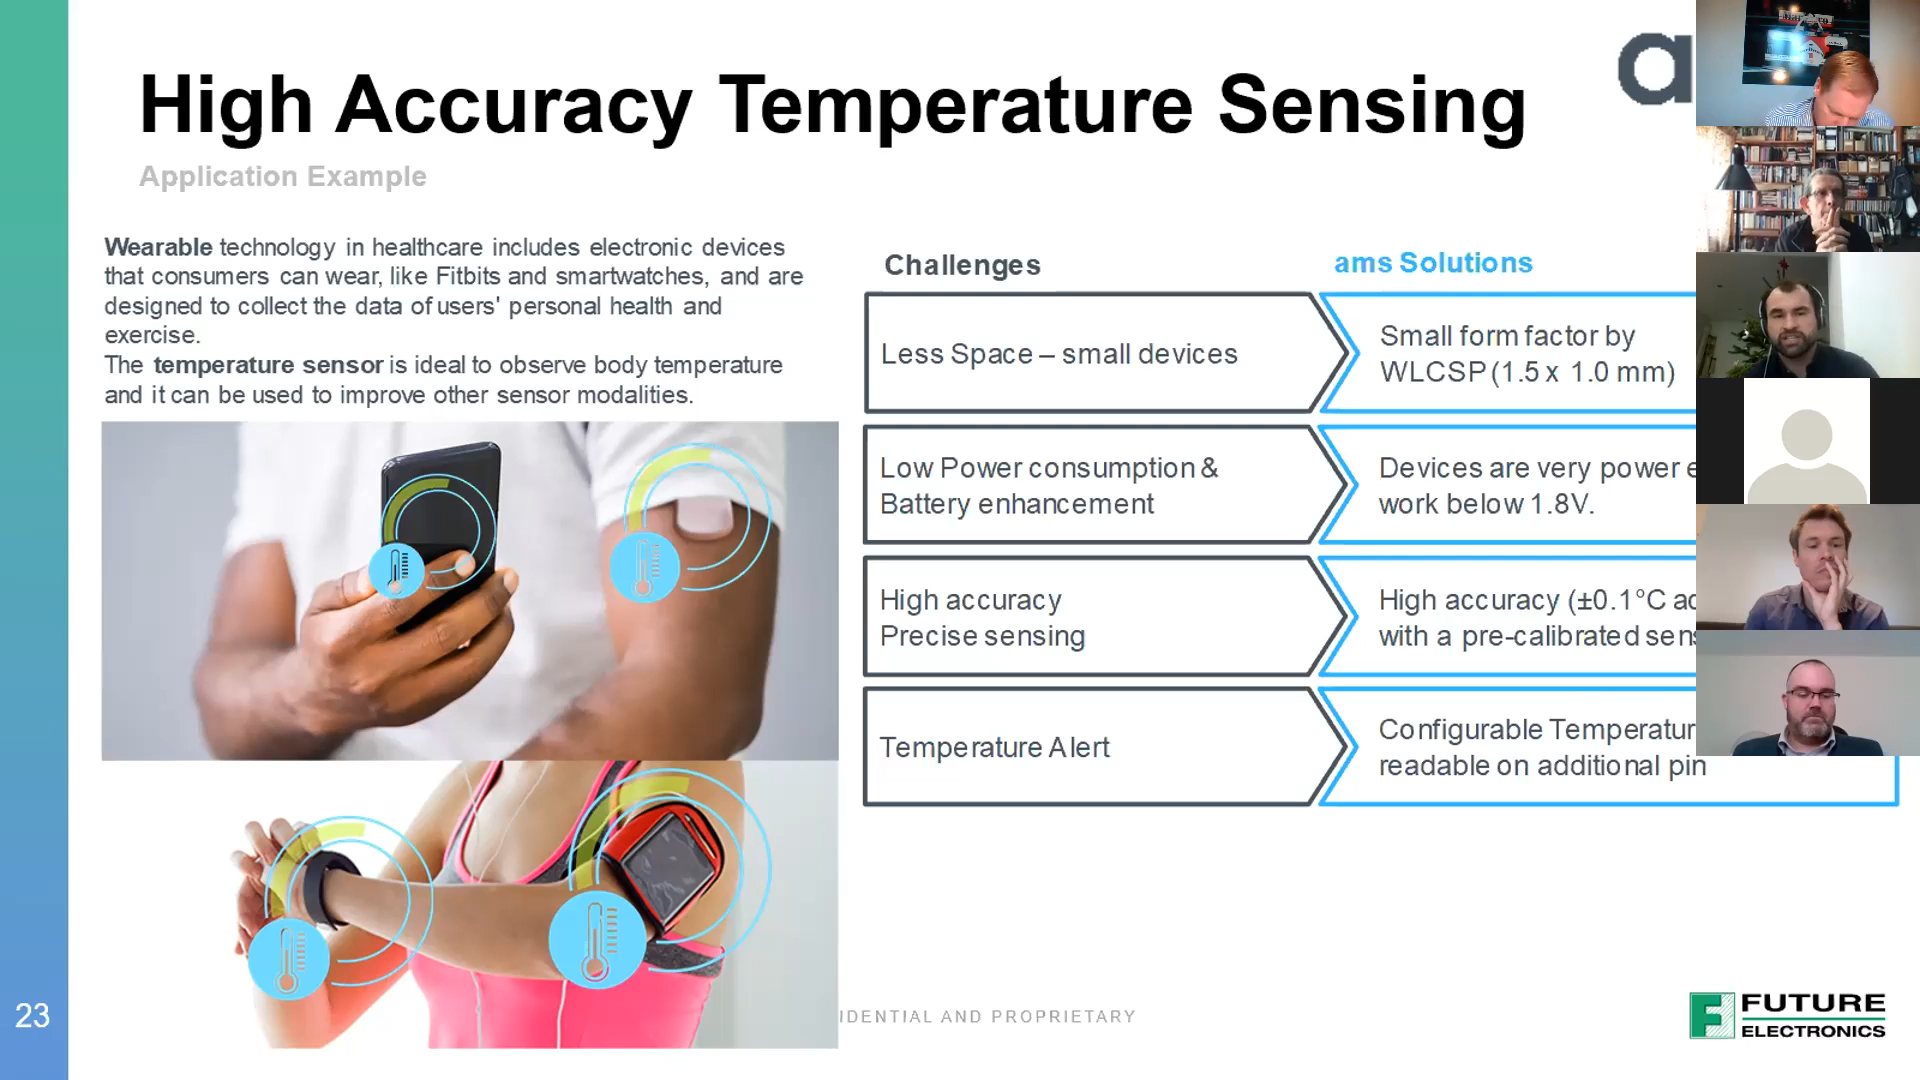 High Accuracy Temperature Sensing
Application Example
Wearable technology in healthcare includes electronic devices
that consumers can wear, like Fitbits and smartwatches, and are
designed to collect the data of users' personal health and
exercise.
The temperature sensor is ideal to observe body temperature
and it can be used to improve other sensor modalities.
Challenges
ams Solutions
Less Space – small devices
Small form factor by
WLCSP (1.5 x 1.0 mm)
Low Power consumption &
Battery enhancement
Devices are very power
work below 1.8V.
High accuracy
Precise sensing
High accuracy (±0.1°C
with a pre-calibrated
Temperature Alert
Configurable
readable on additional pin
23
AND PROPRIETARY
FUTURE
ELECTRONICS